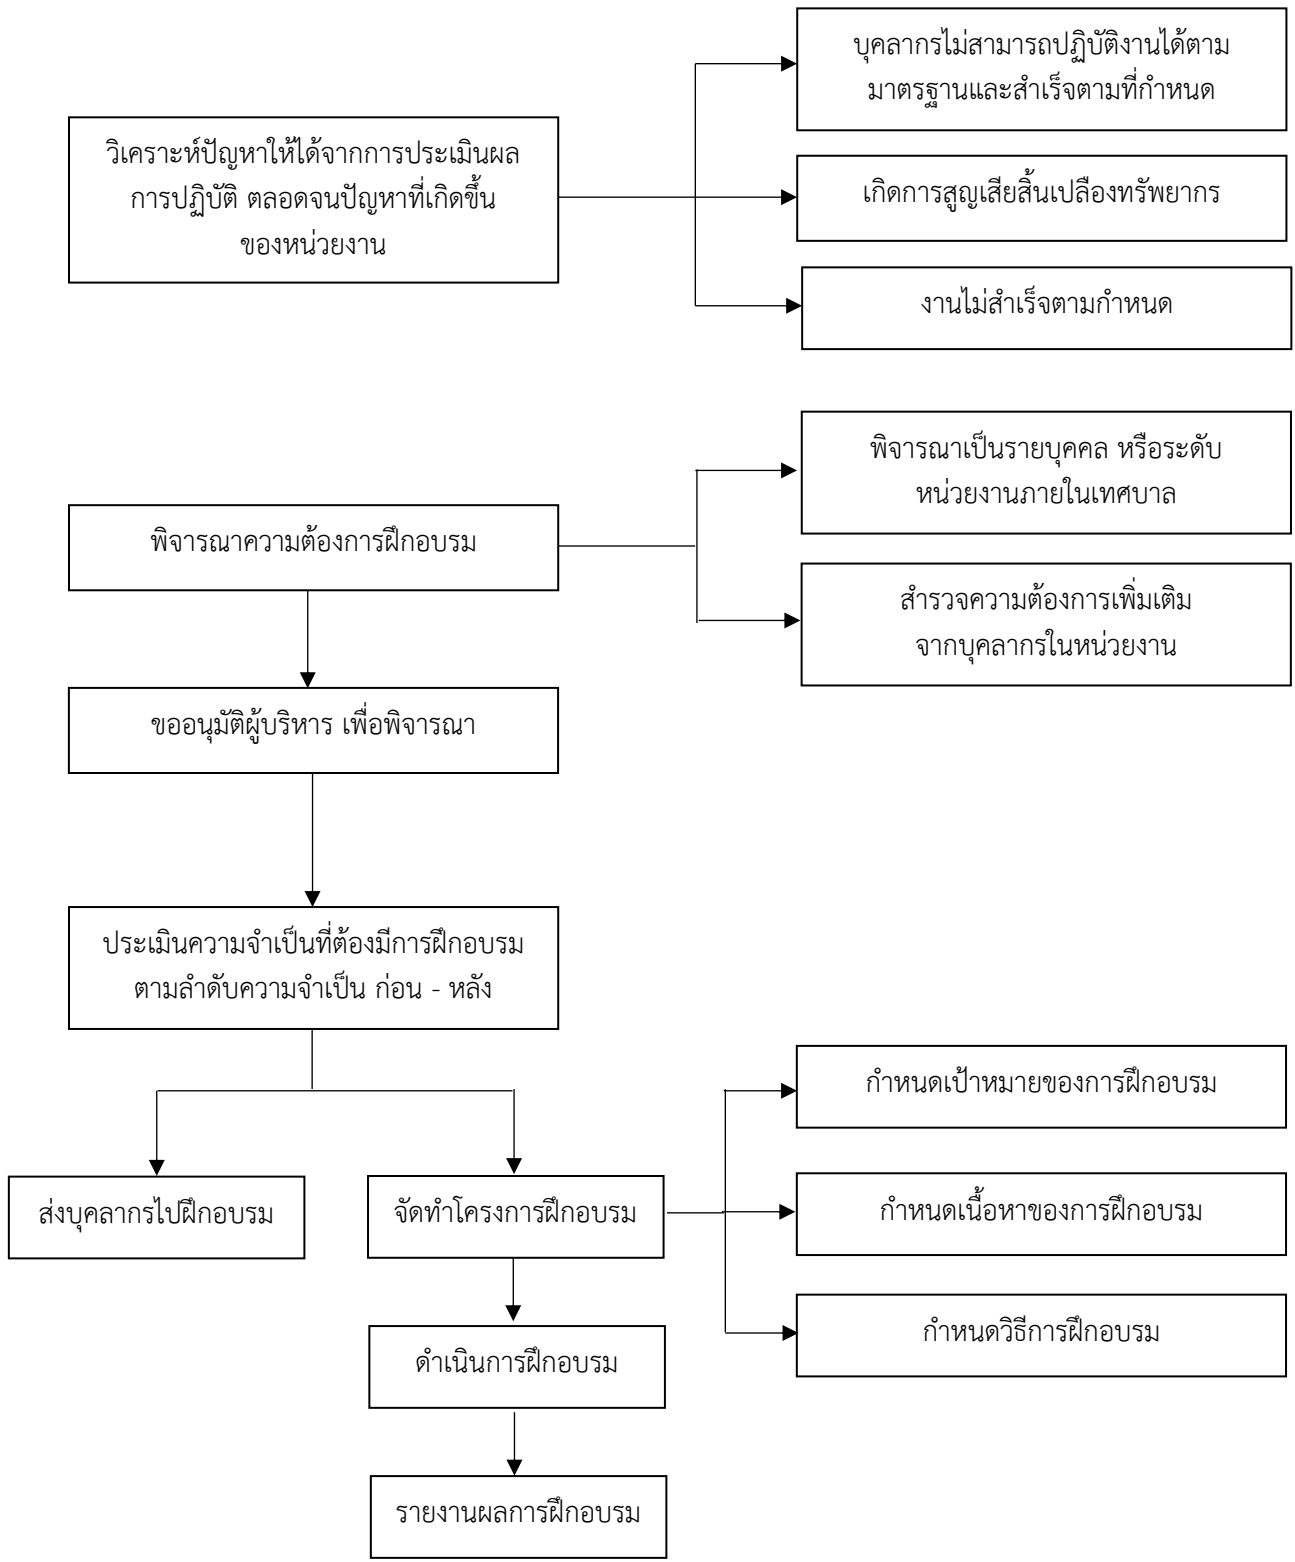 บุคลากรไม่สามารถปฏิบัติงานได้ตาม
มาตรฐานและสำเร็จตามที่กำหนด
วิเคราะห์ปัญหาให้ได้จากการประเมินผล
การปฏิบัติ ตลอดจนปัญหาที่เกิดขึ้น
ของหน่วยงาน
เกิดการสูญเสียสิ้นเปลืองทรัพยากร
งานไม่สำเร็จตามกำหนด
พิจารณาเป็นรายบุคคล หรือระดับ
หน่วยงานภายในเทศบาล
พิจารณาความต้องการฝึกอบรม
สำรวจความต้องการเพิ่มเติม
จากบุคลากรในหน่วยงาน
ขออนุมัติผู้บริหาร เพื่อพิจารณา
ประเมินความจำเป็นที่ต้องมีการฝึกอบรม
ตามลำดับความจำเป็น ก่อน - หลัง
กำหนดเป้าหมายของการฝึกอบรม
ส่งบุคลากรไปฝึกอบรม
จัดทำโครงการฝึกอบรม
กำหนดเนื้อหาของการฝึกอบรม
กำหนดวิธีการฝึกอบรม
ดำเนินการฝึกอบรม
รายงานผลการฝึกอบรม